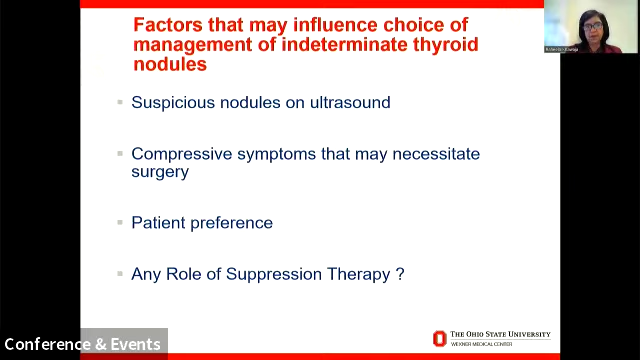 Factors that may influence choice of
management of indeterminate thyroid
nodules
Suspicious nodules on ultrasound
Compressive symptoms that may necessitate
surgery
Patient preference
Any Role of Suppression Therapy ?
THE OHIO STATE UNIVERSITY
WEXNER MEDICAL CENTER
Conference & Events